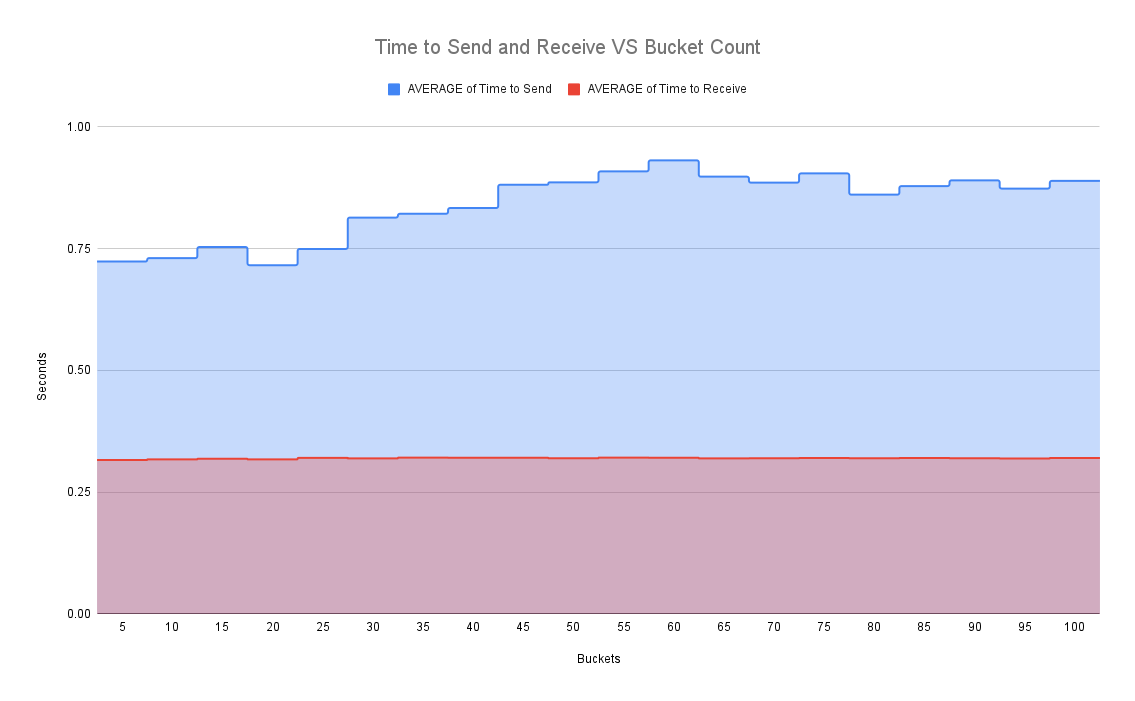 Time to Send and Receive VS Bucket Count
AVERAGE of Time to Send AVERAGE of Time to Receive
1.00
0.75
0.50
0.25
0.00
Seconds
5 10 15 20 25 30 35 40 45 50 55 60 65 70 75 80 85 90 95 100
Buckets